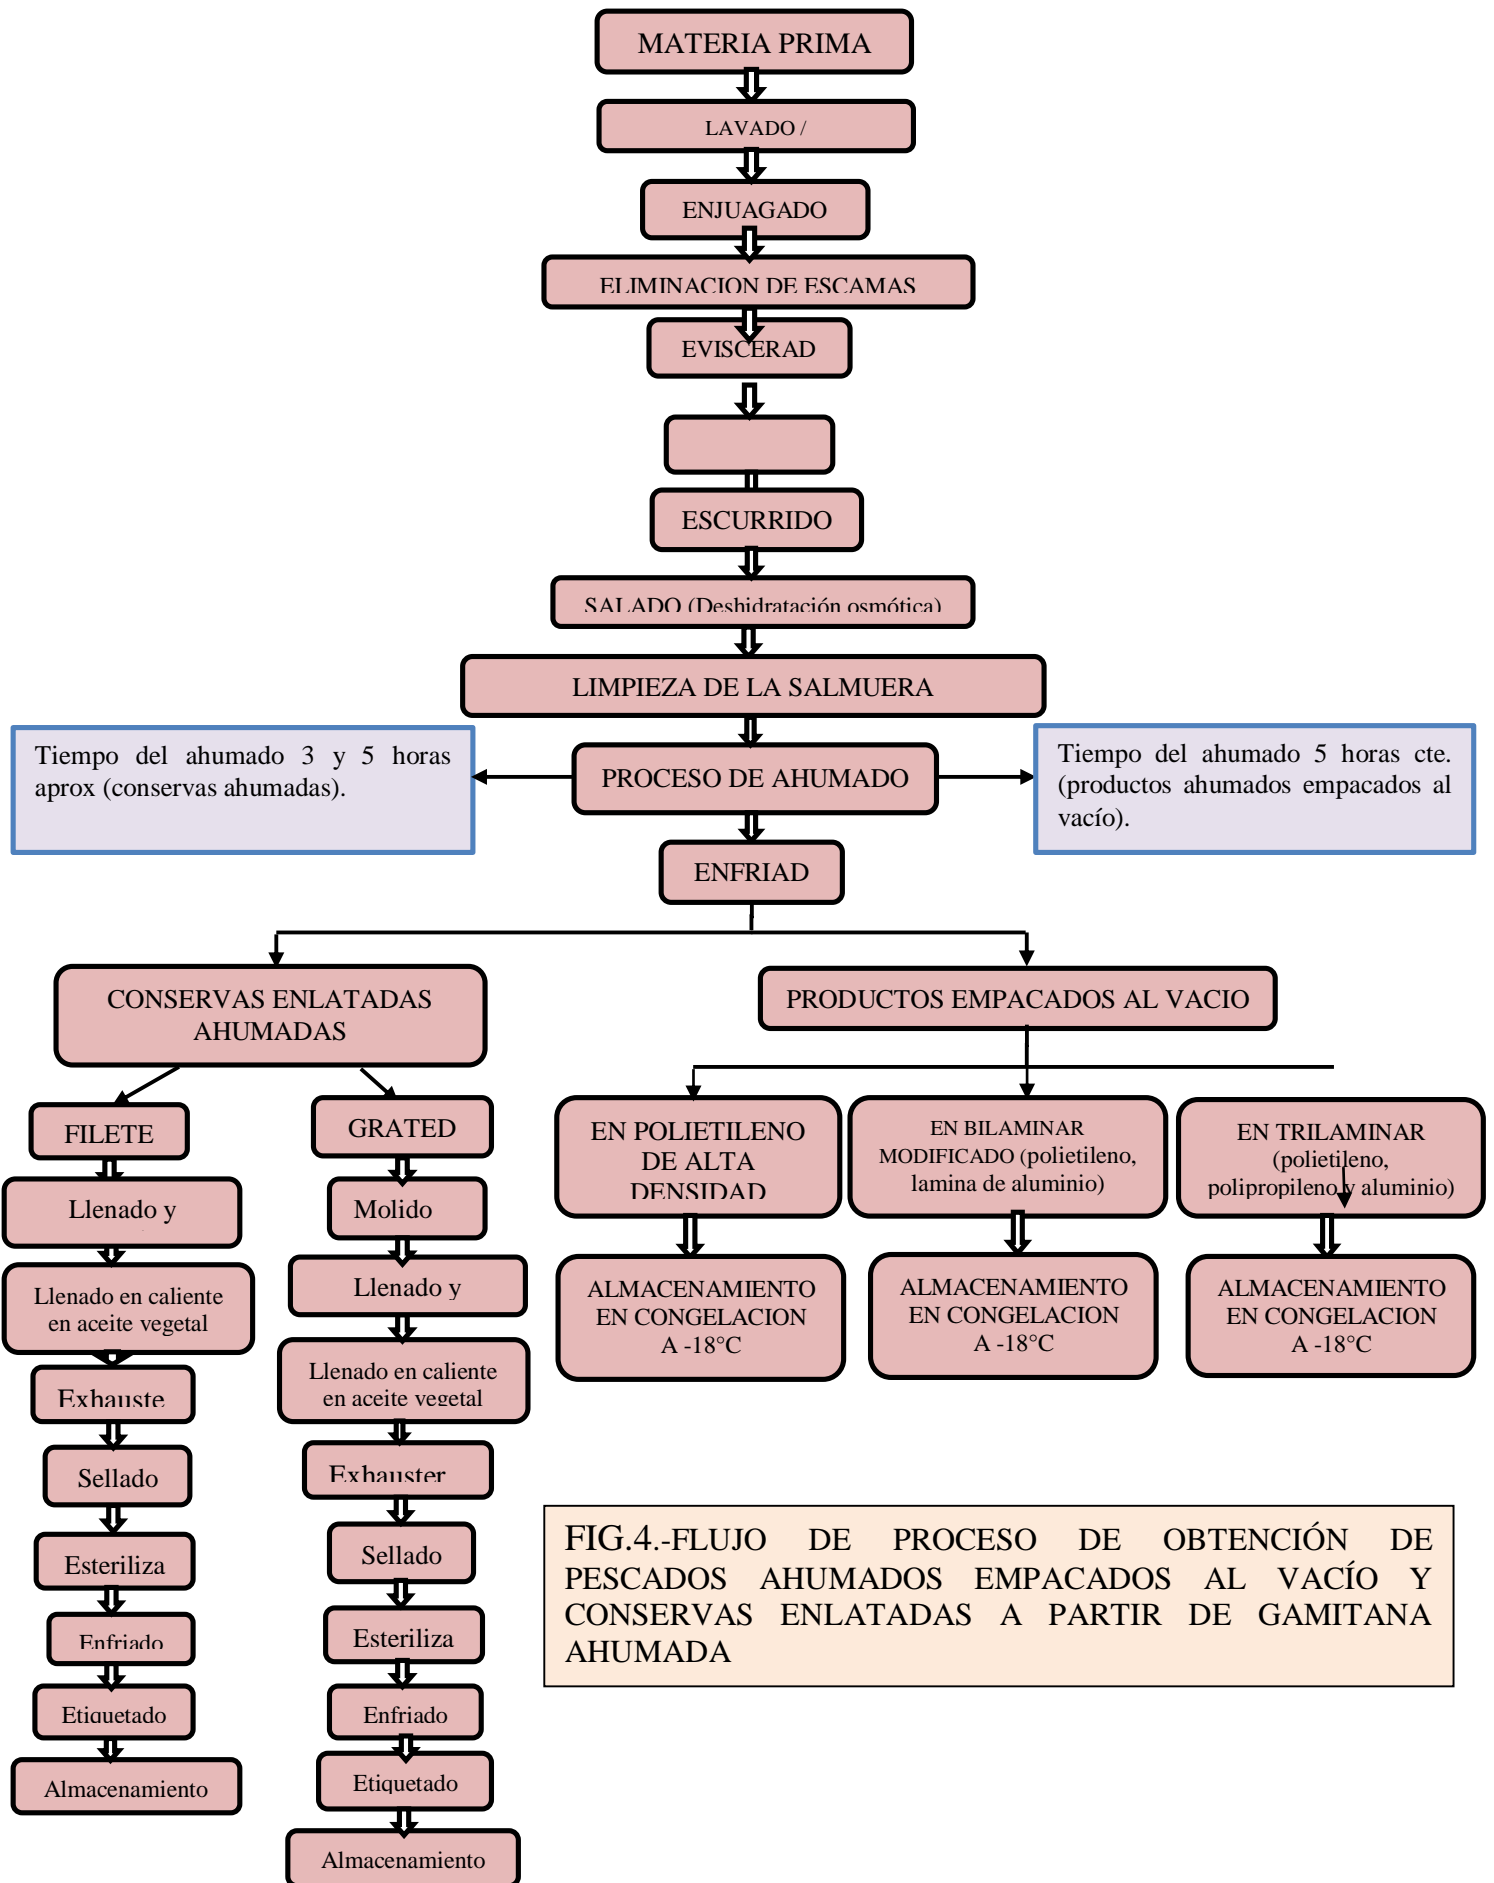 MATERIA PRIMA
LAVADO /
ENJUAGADO
ELIMINACION DE ESCAMAS
EVISCERAD
ESCURRIDO
SALADO (Deshidratación osmótica)
LIMPIEZA DE LA SALMUERA
Tiempo del ahumado 3 y 5 horas
aprox (conservas ahumadas).
PROCESO DE AHUMADO
Tiempo del ahumado 5 horas cte.
(productos ahumados empacados al
vacío).
ENFRIAD
CONSERVAS ENLATADAS
AHUMADAS
PRODUCTOS EMPACADOS AL VACIO
FILETE
Llenado y
Llenado en caliente
en aceite vegetal
Exhauste
Sellado
Esteriliza
Enfriado
Etiquetado
Almacenamiento
GRATED
Molido
Llenado y
Llenado en caliente
en aceite vegetal
Exhauster
Sellado
Esteriliza
Enfriado
Etiquetado
Almacenamiento
EN POLIETILENO
DE ALTA
DENSIDAD
ALMACENAMIENTO
EN CONGELACION
A -18°C
EN BILAMINAR
MODIFICADO (polietileno,
lamina de aluminio)
ALMACENAMIENTO
EN CONGELACION
A -18°C
EN TRILAMINAR
(polietileno,
polipropileno y aluminio)
ALMACENAMIENTO
EN CONGELACION
A -18°C
FIG.4.-FLUJO DE PROCESO DE OBTENCIÓN DE
PESCADOS AHUMADOS EMPACADOS AL VACÍO Y
CONSERVAS ENLATADAS A PARTIR DE GAMITANA
AHUMADA